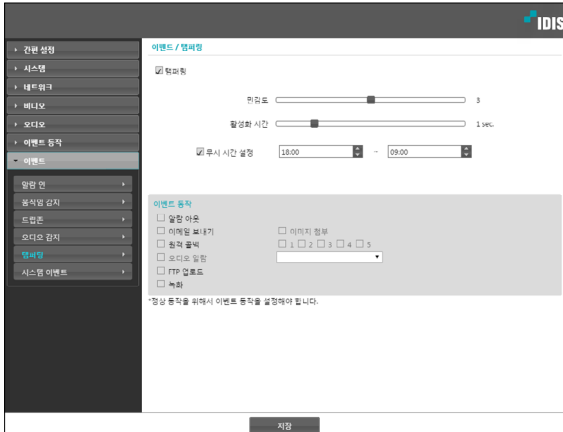 IDIS
간편 설정
시스템
네트워크
비디오
오디오
이벤트 동작
이벤트
알람 인
움직임 감지
트립존
오디오 감지
탬퍼링
시스템 이벤트
이벤트 / 탬퍼링
탬퍼링
민감도 3
활성화 시간 1 sec.
무시 시간 설정 18:00 ~ 09:00
이벤트 동작
알람 아웃
이메일 보내기 이미지 첨부
원격 콜백 1 2 3 4 5
오디오 알람
FTP 업로드
녹화
*정상 동작을 위해서 이벤트 동작을 설정해야 합니다.
저장